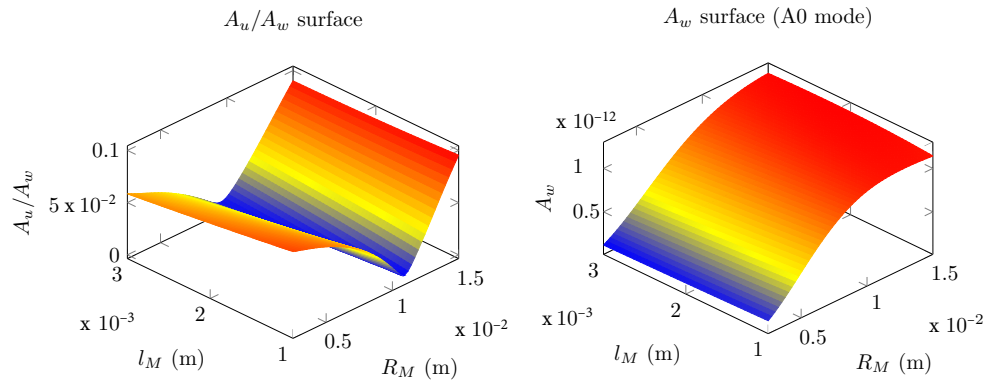 A_u/A_w surface
0.1
5 x 10^{-2}
0
A_u/A_w
3
2
1
x 10^{-3}
l_M (m)
0.5
1
1.5
x 10^{-2}
R_M (m)
A_w surface (A0 mode)
x 10^{-12}
1
0.5
A_w
3
2
1
x 10^{-3}
l_M (m)
0.5
1
1.5
x 10^{-2}
R_M (m)